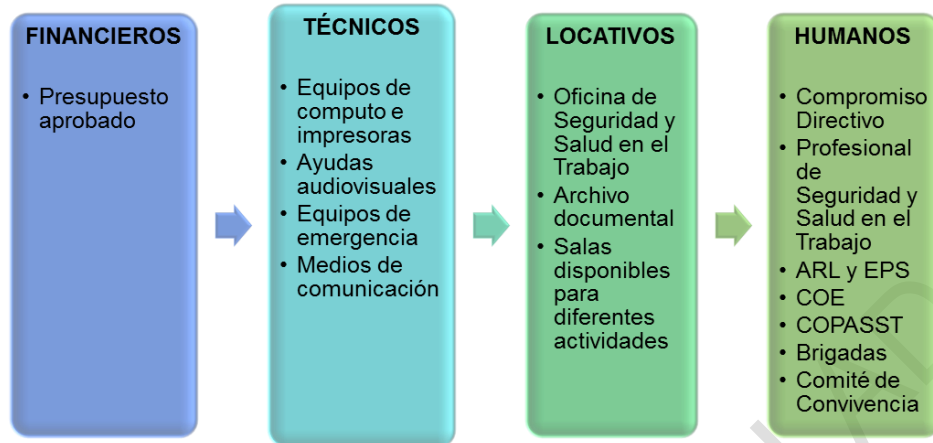 FINANCIEROS
• Presupuesto
aprobado
TÉCNICOS
• Equipos de
computo e
impresoras
• Ayudas
audiovisuales
• Equipos de
emergencia
• Medios de
comunicación
LOCATIVOS
• Oficina de
Seguridad y
Salud en el
Trabajo
• Archivo
documental
• Salas
disponibles
para
diferentes
actividades
HUMANOS
• Compromiso
Directivo
• Profesional
de
Seguridad y
Salud en el
Trabajo
• ARL y EPS
• COE
• COPASST
• Brigadas
• Comité de
Convivencia